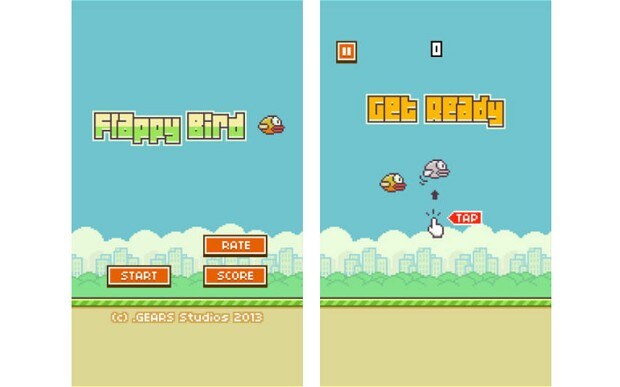 Flappy Bird
RATE
START SCORE
(c) .GEARS Studios 2013
0
Get Ready
TAP